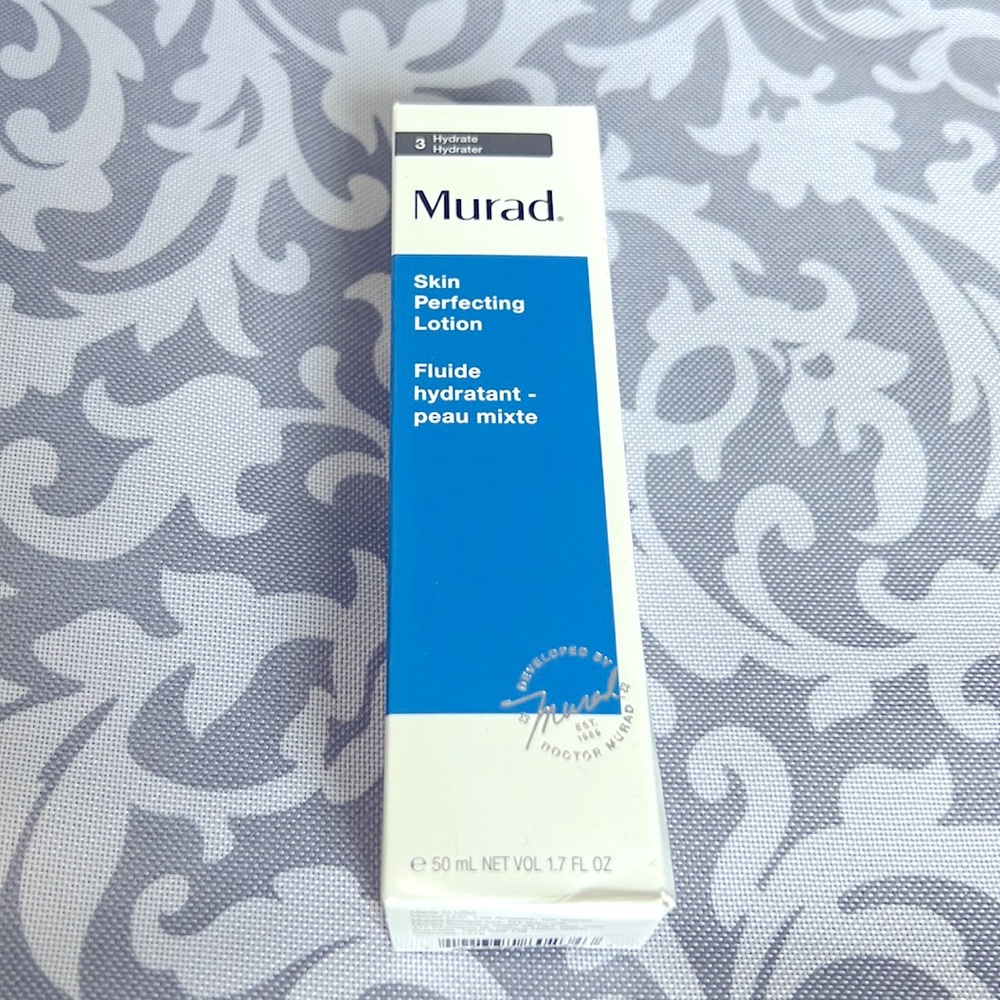 3 Hydrate
Hydrater
Murad®
Skin
Perfecting
Lotion
Fluide
hydratant -
peau mixte
DEVELOPED BY
Murad
EST.
1989
DOCTOR MURAD
℮ 50 mL NET VOL 1.7 FL OZ